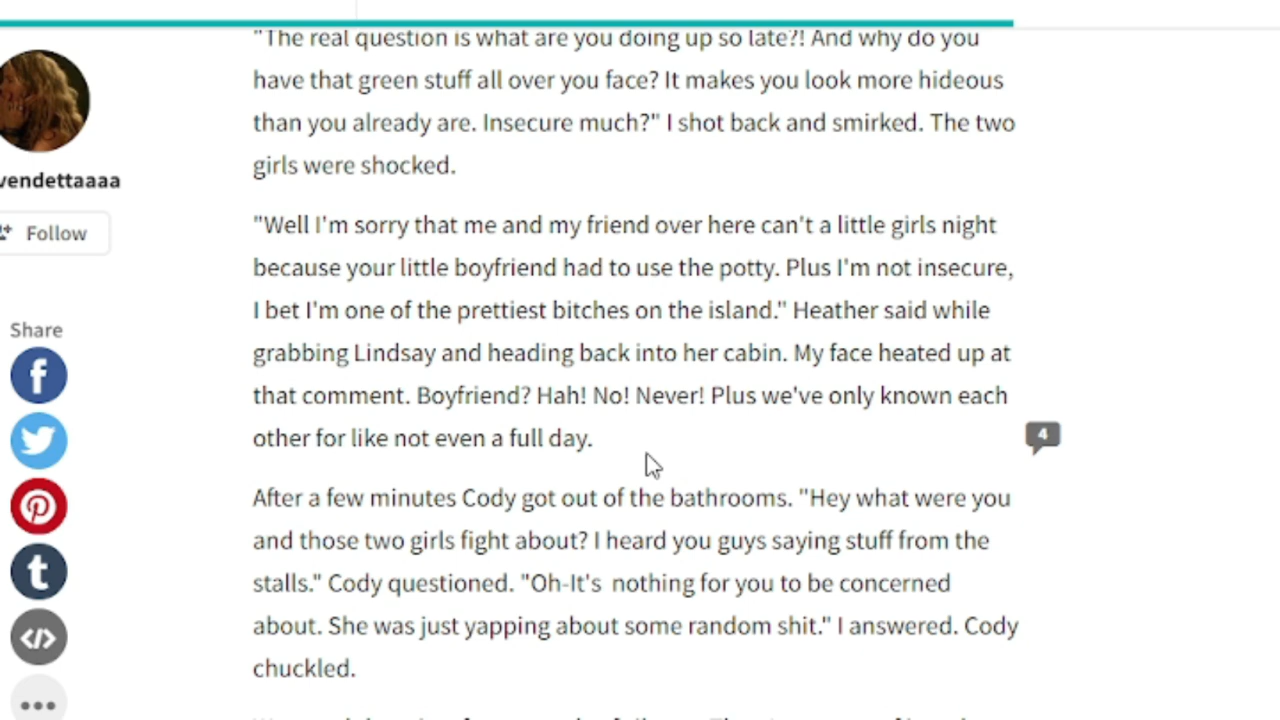 "The real question is what are you doing up so late?! And why do you
have that green stuff all over you face? It makes you look more hideous
than you already are. Insecure much?" I shot back and smirked. The two
girls were shocked.
vendettaaaa
Follow
"Well I'm sorry that me and my friend over here can't a little girls night
because your little boyfriend had to use the potty. Plus I'm not insecure,
I bet I'm one of the prettiest bitches on the island." Heather said while
grabbing Lindsay and heading back into her cabin. My face heated up at
that comment. Boyfriend? Hah! No! Never! Plus we've only known each
other for like not even a full day.
4
Share
After a few minutes Cody got out of the bathrooms. "Hey what were you
and those two girls fight about? I heard you guys saying stuff from the
stalls." Cody questioned. "Oh-It's  nothing for you to be concerned
about. She was just yapping about some random shit." I answered. Cody
chuckled.